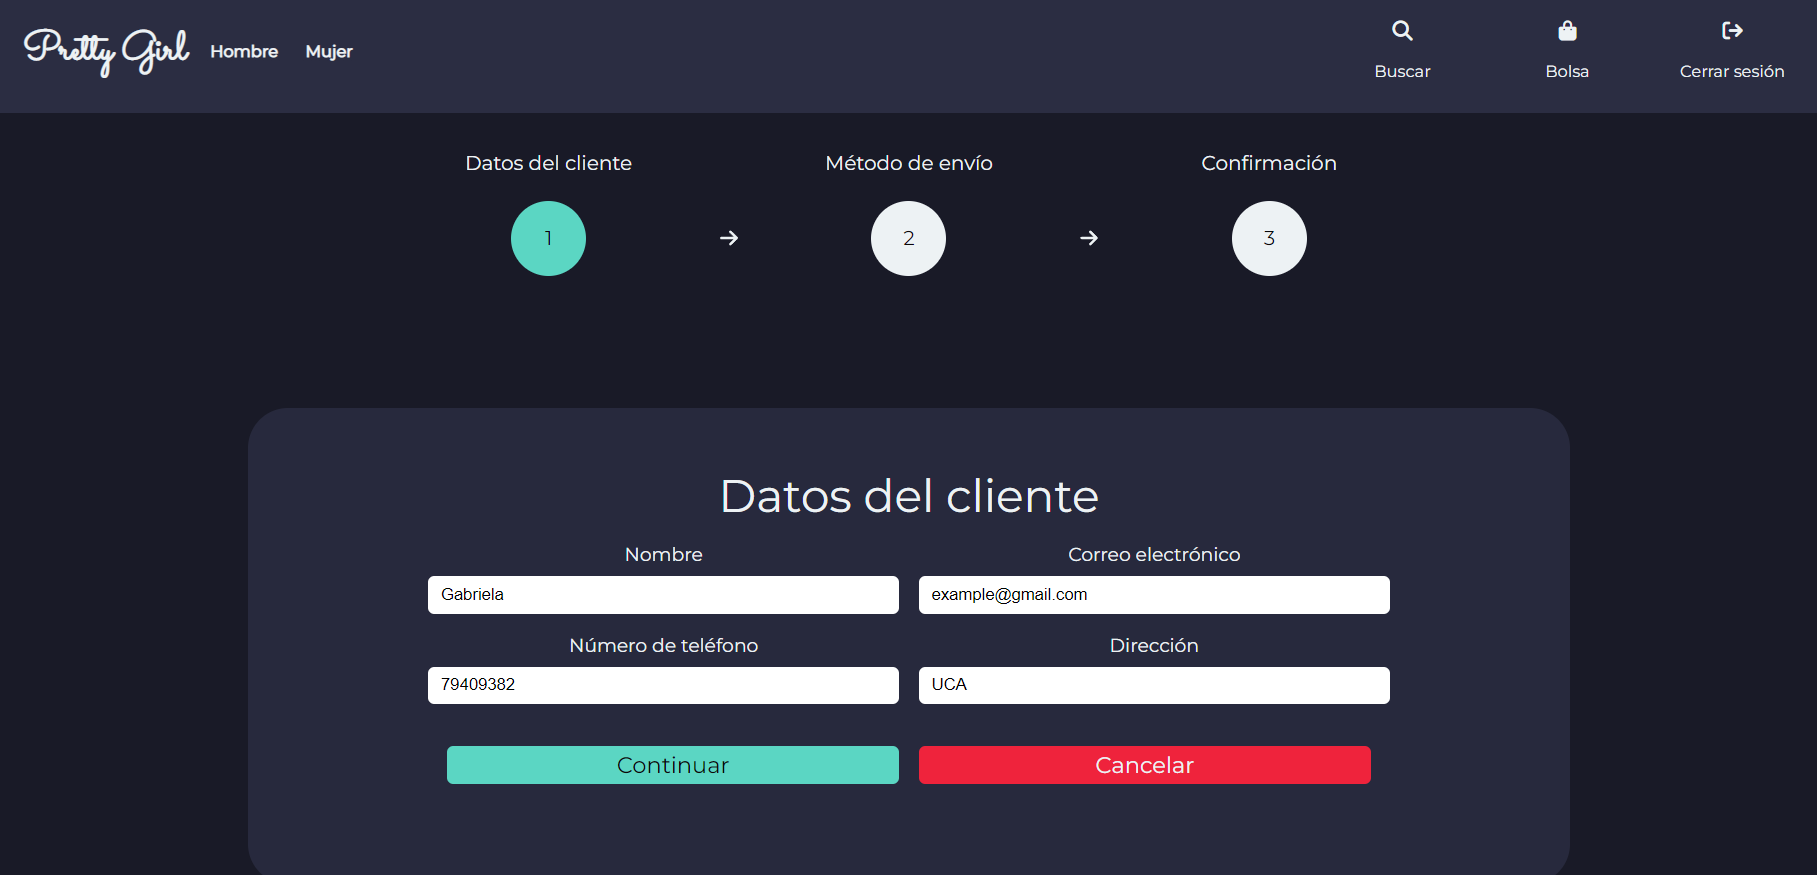 Pretty Girl Hombre Mujer
Buscar Bolsa Cerrar sesión
Datos del cliente Método de envío Confirmación
1 2 3
Datos del cliente
Nombre Correo electrónico
Gabriela example@gmail.com
Número de teléfono Dirección
79409382 UCA
Continuar Cancelar